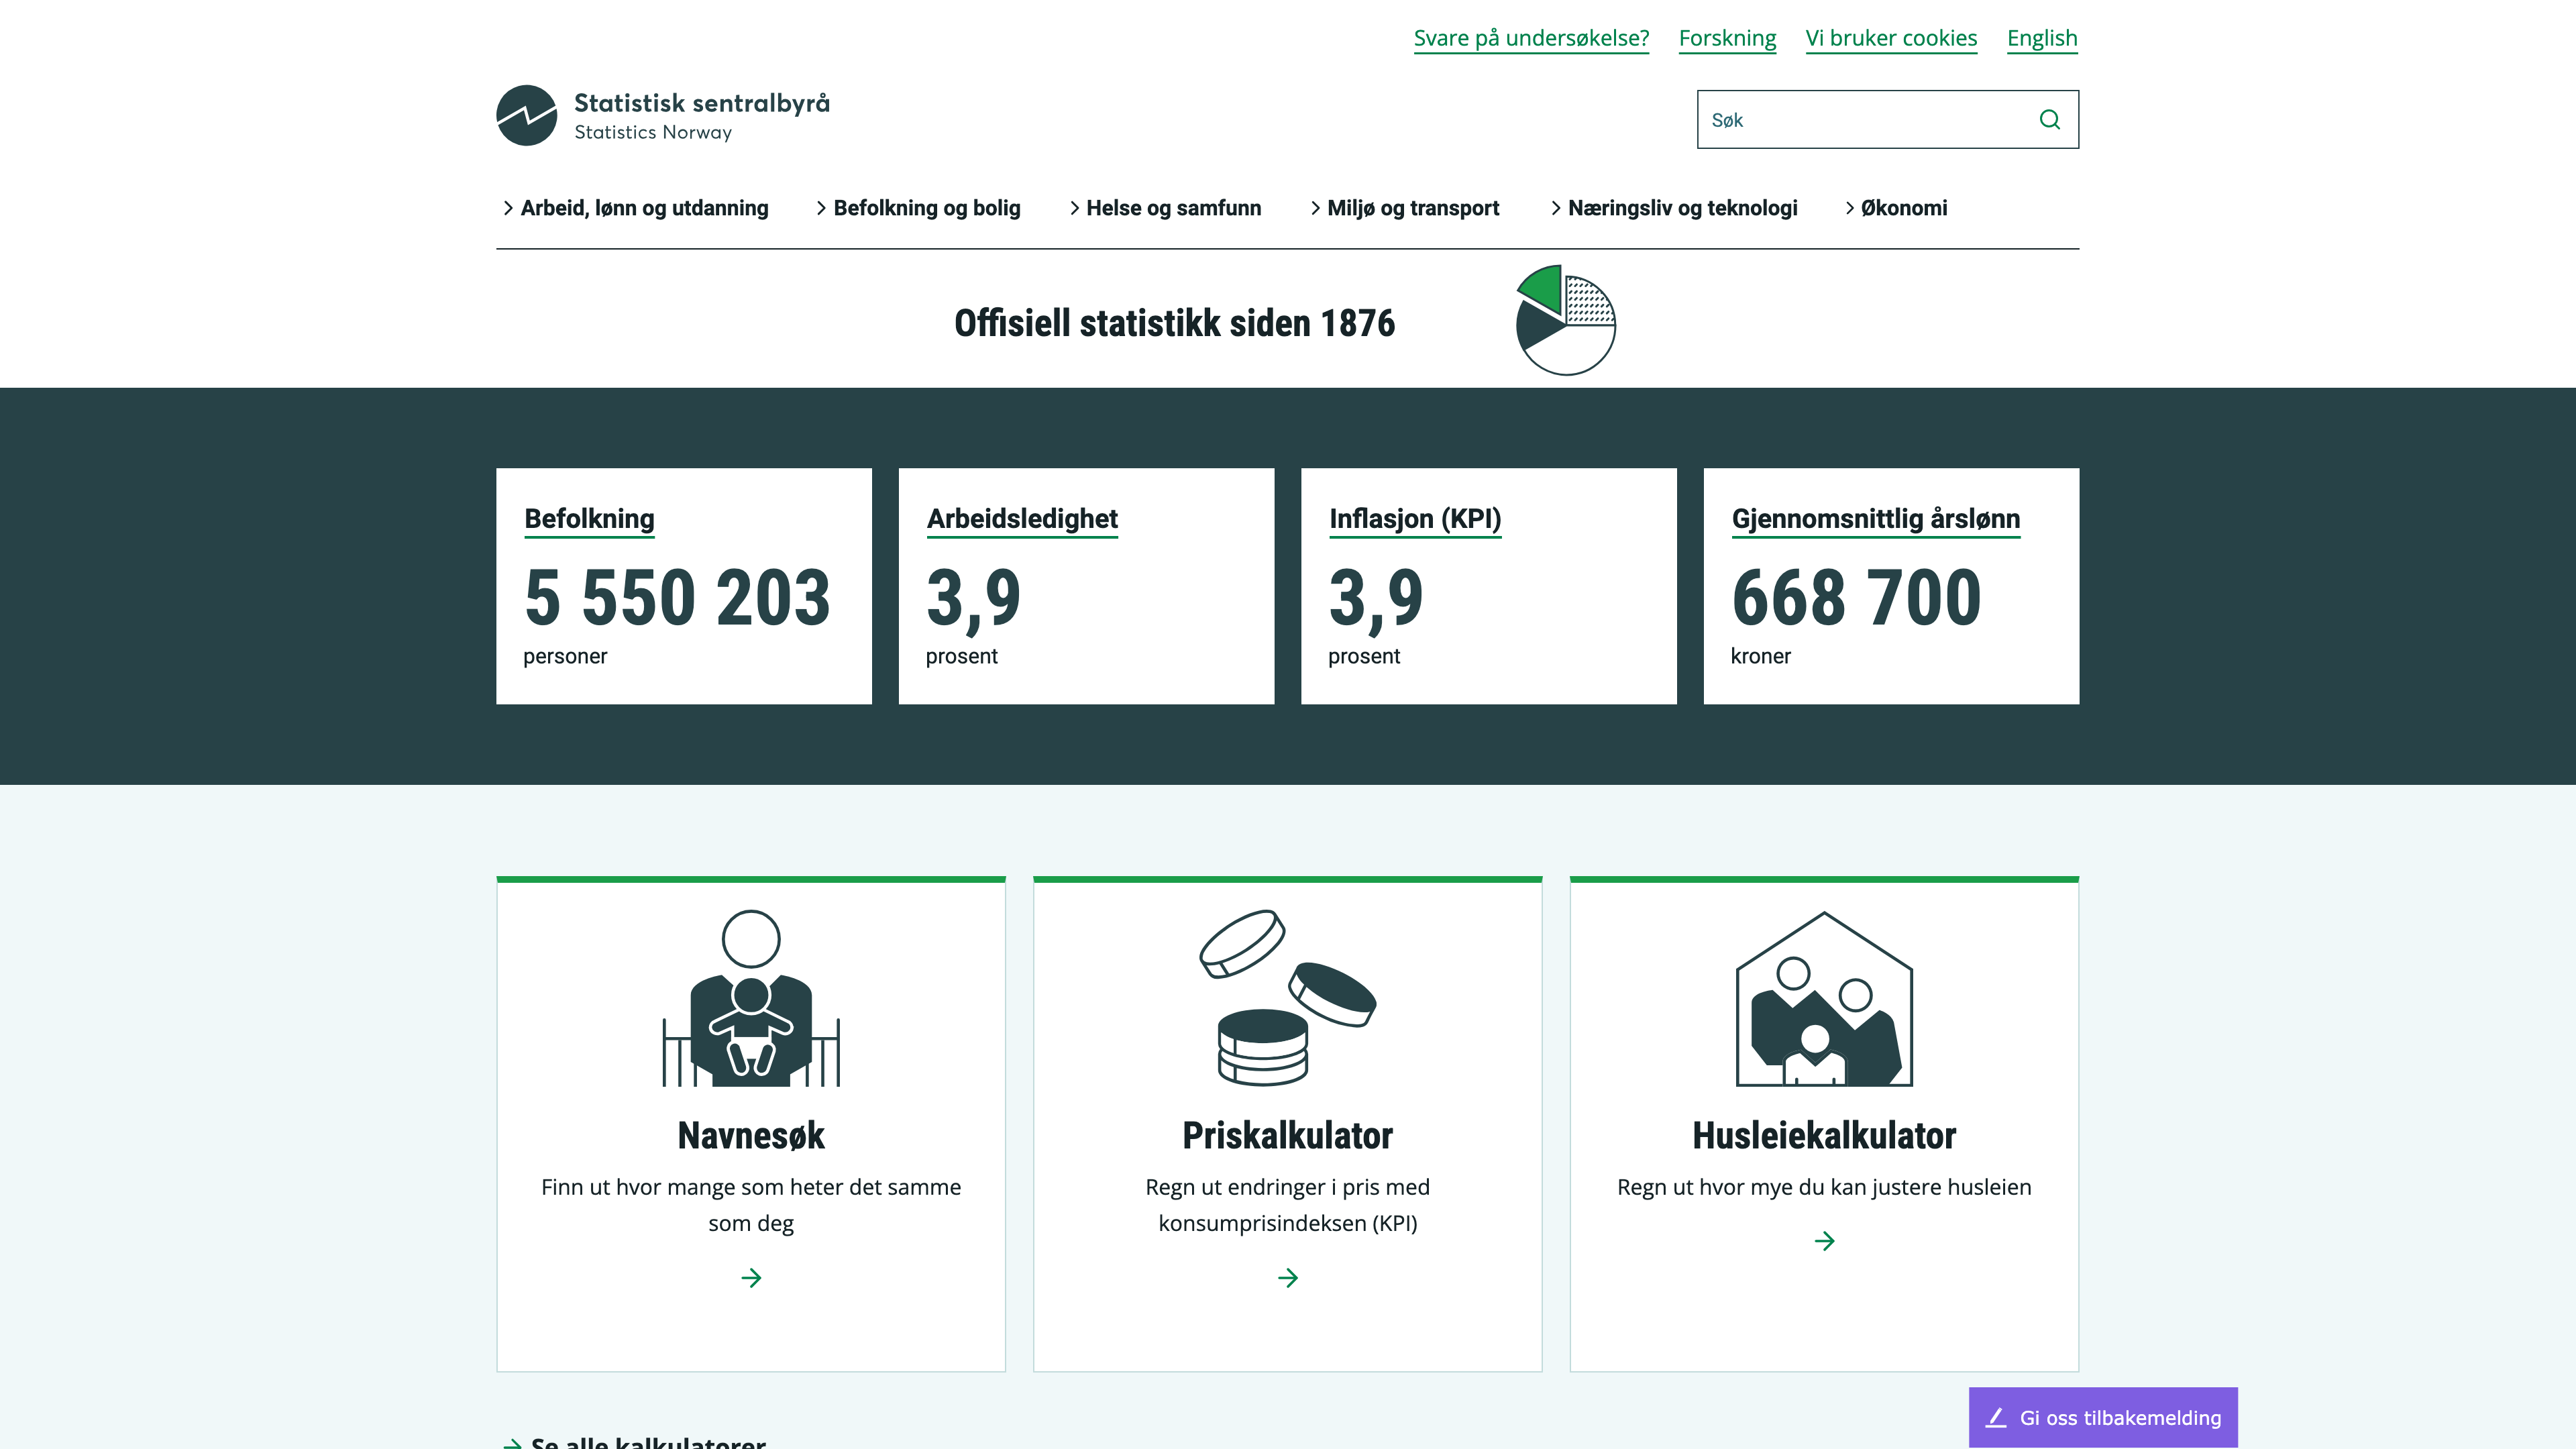 Svare på undersøkelse? Forskning Vi bruker cookies English
Statistisk sentralbyrå
Statistics Norway
Søk
Arbeid, lønn og utdanning Befolkning og bolig Helse og samfunn Miljø og transport Næringsliv og teknologi Økonomi
Offisiell statistikk siden 1876
Befolkning
5 550 203
personer
Arbeidsledighet
3,9
prosent
Inflasjon (KPI)
3,9
prosent
Gjennomsnittlig årslønn
668 700
kroner
Navnesøk
Finn ut hvor mange som heter det samme
som deg
Priskalkulator
Regn ut endringer i pris med
konsumprisindeksen (KPI)
Husleiekalkulator
Regn ut hvor mye du kan justere husleien
Se alle kalkulatorer
Gi oss tilbakemelding